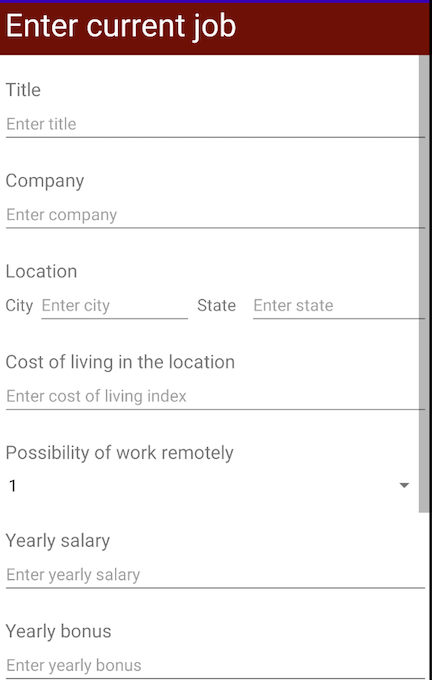 Enter current job
Title
Enter title
Company
Enter company
Location
City Enter city State Enter state
Cost of living in the location
Enter cost of living index
Possibility of work remotely
1
Yearly salary
Enter yearly salary
Yearly bonus
Enter yearly bonus